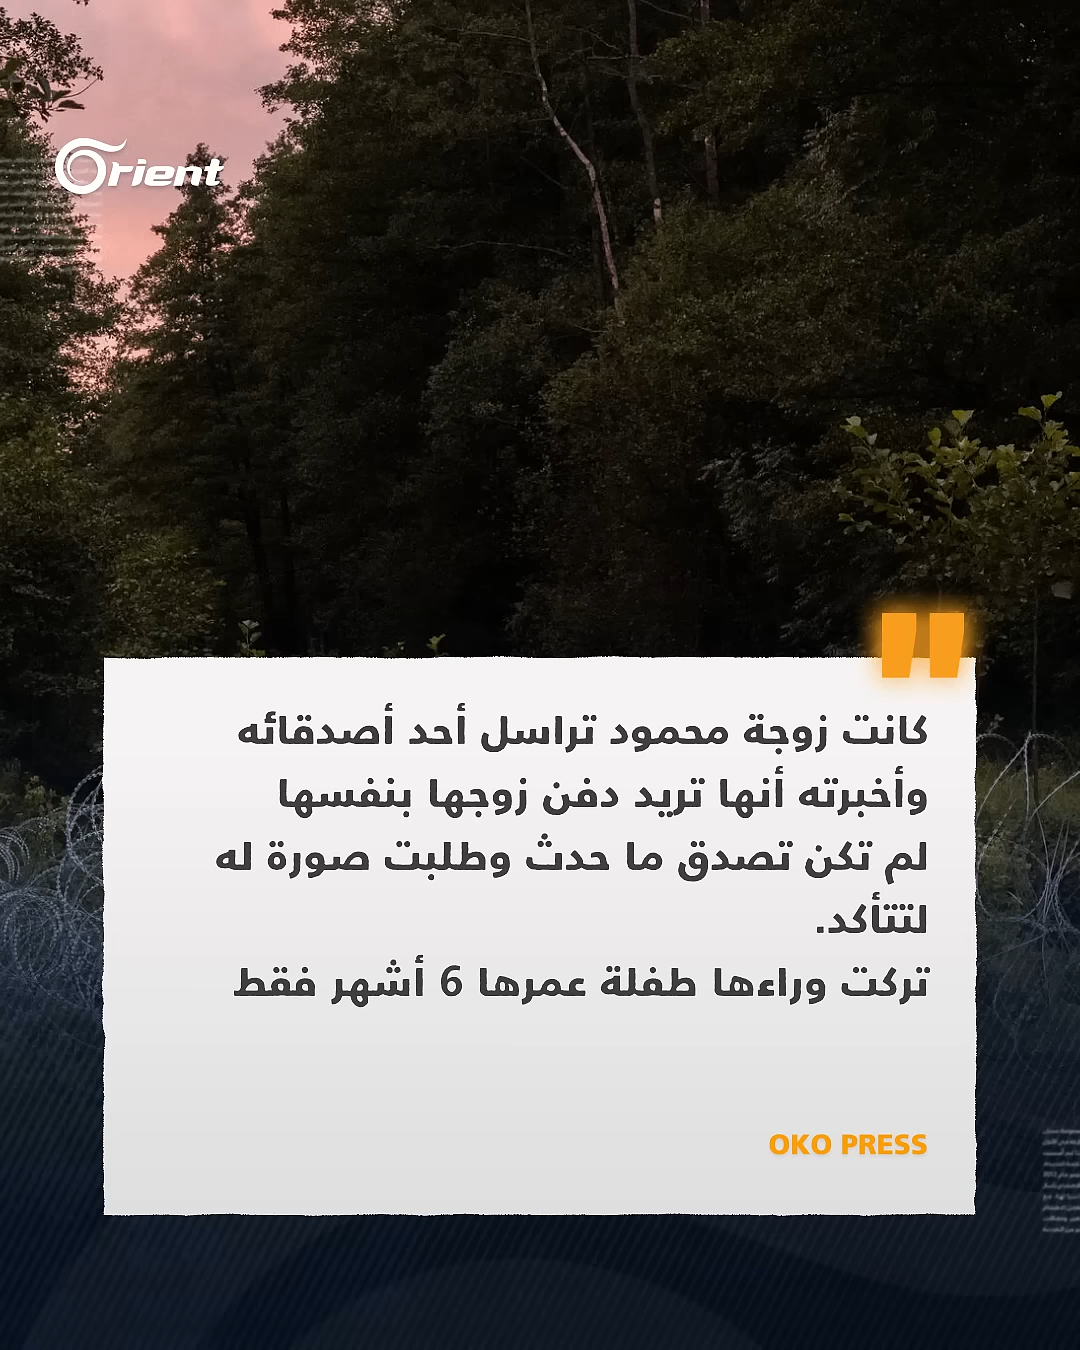 Orient
"
كانت زوجة محمود تراسل أحد أصدقائه
وأخبرته أنها تريد دفن زوجها بنفسها
لم تكن تصدق ما حدث وطلبت صورة له
لتتأكد.
تركت وراءها طفلة عمرها 6 أشهر فقط
OKO PRESS